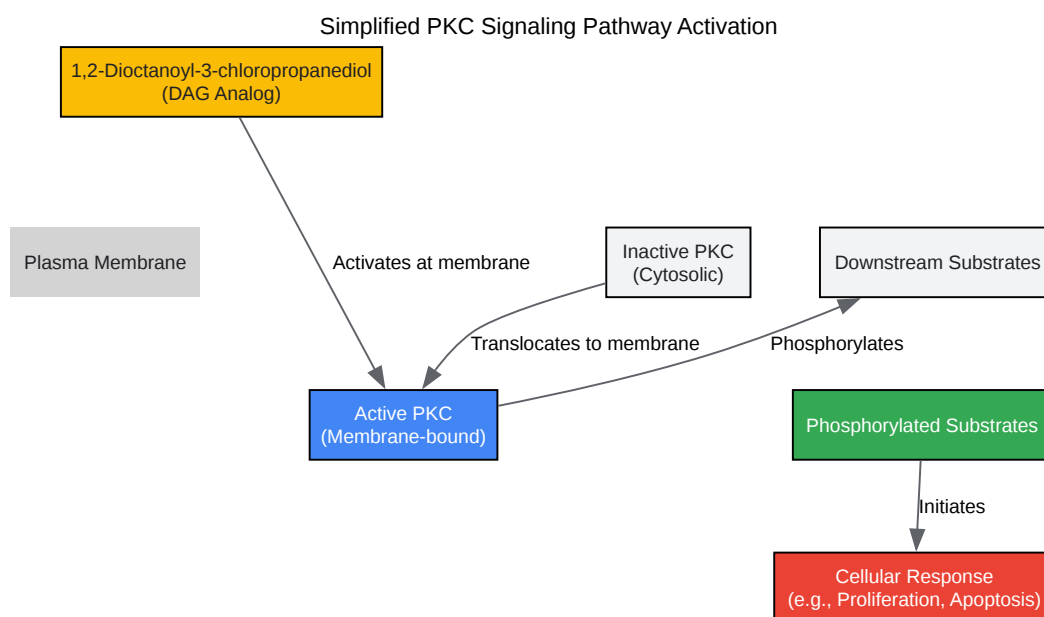 Simplified PKC Signaling Pathway Activation
1,2-Dioctanoyl-3-chloropropanediol
(DAG Analog)
Plasma Membrane
Activates at membrane
Inactive PKC
(Cytosolic)
Downstream Substrates
Translocates to membrane
Phosphorylates
Active PKC
(Membrane-bound)
Phosphorylated Substrates
Initiates
Cellular Response
(e.g., Proliferation, Apoptosis)